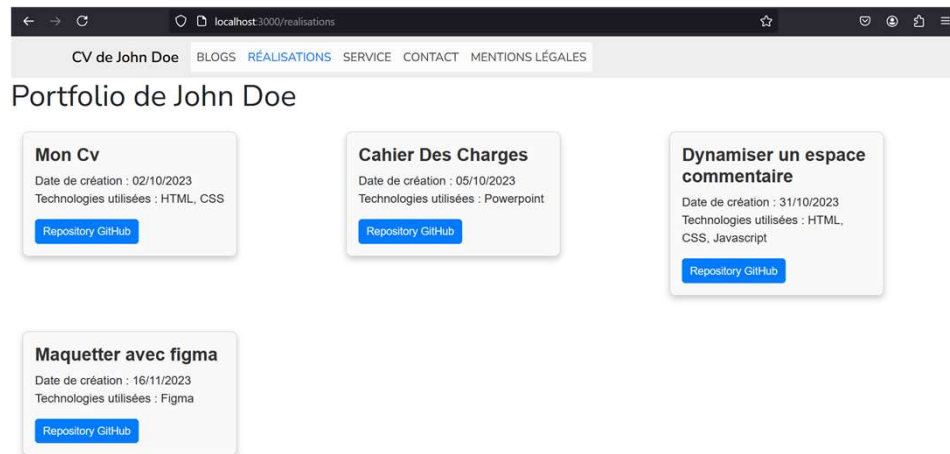 localhost:3000/realisations
CV de John Doe BLOGS RÉALISATIONS SERVICE CONTACT MENTIONS LÉGALES
Portfolio de John Doe
Mon Cv
Date de création : 02/10/2023
Technologies utilisées : HTML, CSS
Repository GitHub
Cahier Des Charges
Date de création : 05/10/2023
Technologies utilisées : Powerpoint
Repository GitHub
Dynamiser un espace
commentaire
Date de création : 31/10/2023
Technologies utilisées : HTML,
CSS, Javascript
Repository GitHub
Maquetter avec figma
Date de création : 16/11/2023
Technologies utilisées : Figma
Repository GitHub